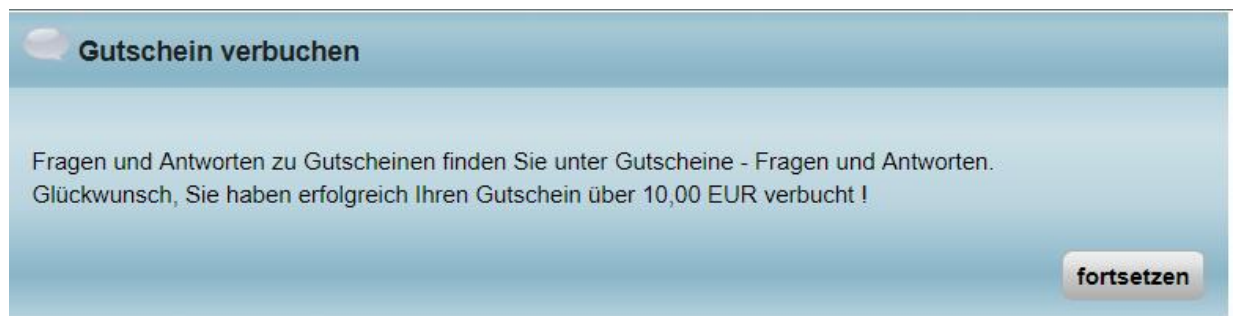 Gutschein verbuchen
Fragen und Antworten zu Gutscheinen finden Sie unter Gutscheine - Fragen und Antworten.
Glückwunsch, Sie haben erfolgreich Ihren Gutschein über 10,00 EUR verbucht !
fortsetzen